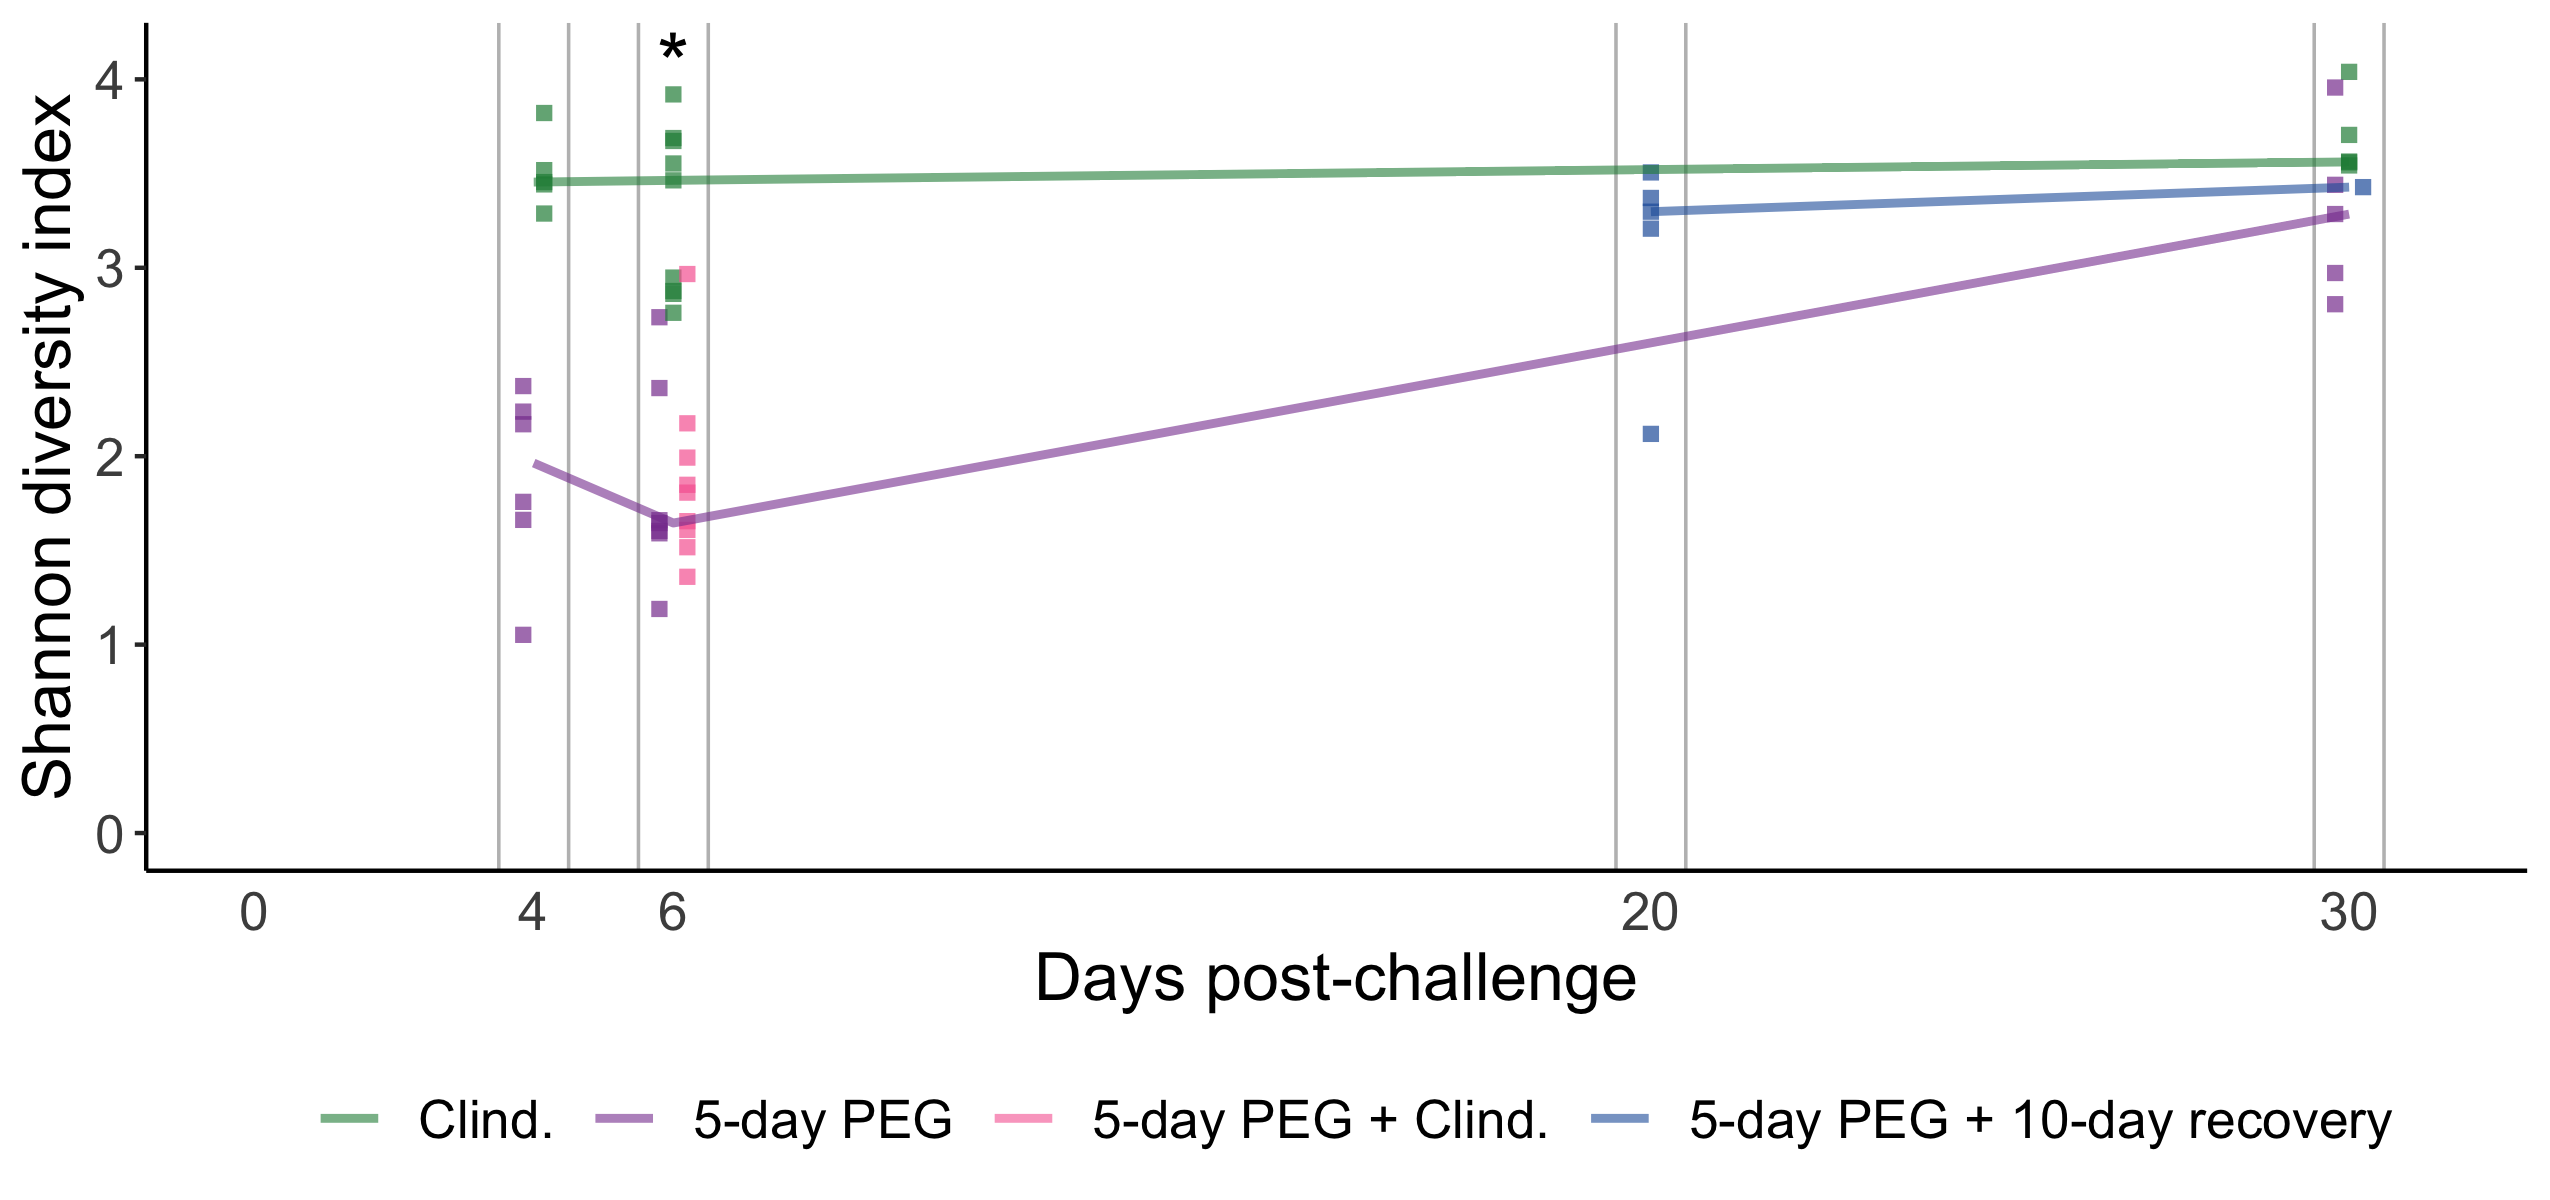 Shannon diversity index
4
3
2
1
0
*
0 4 6 20 30
Days post-challenge
Clind. 5-day PEG 5-day PEG + Clind. 5-day PEG + 10-day recovery